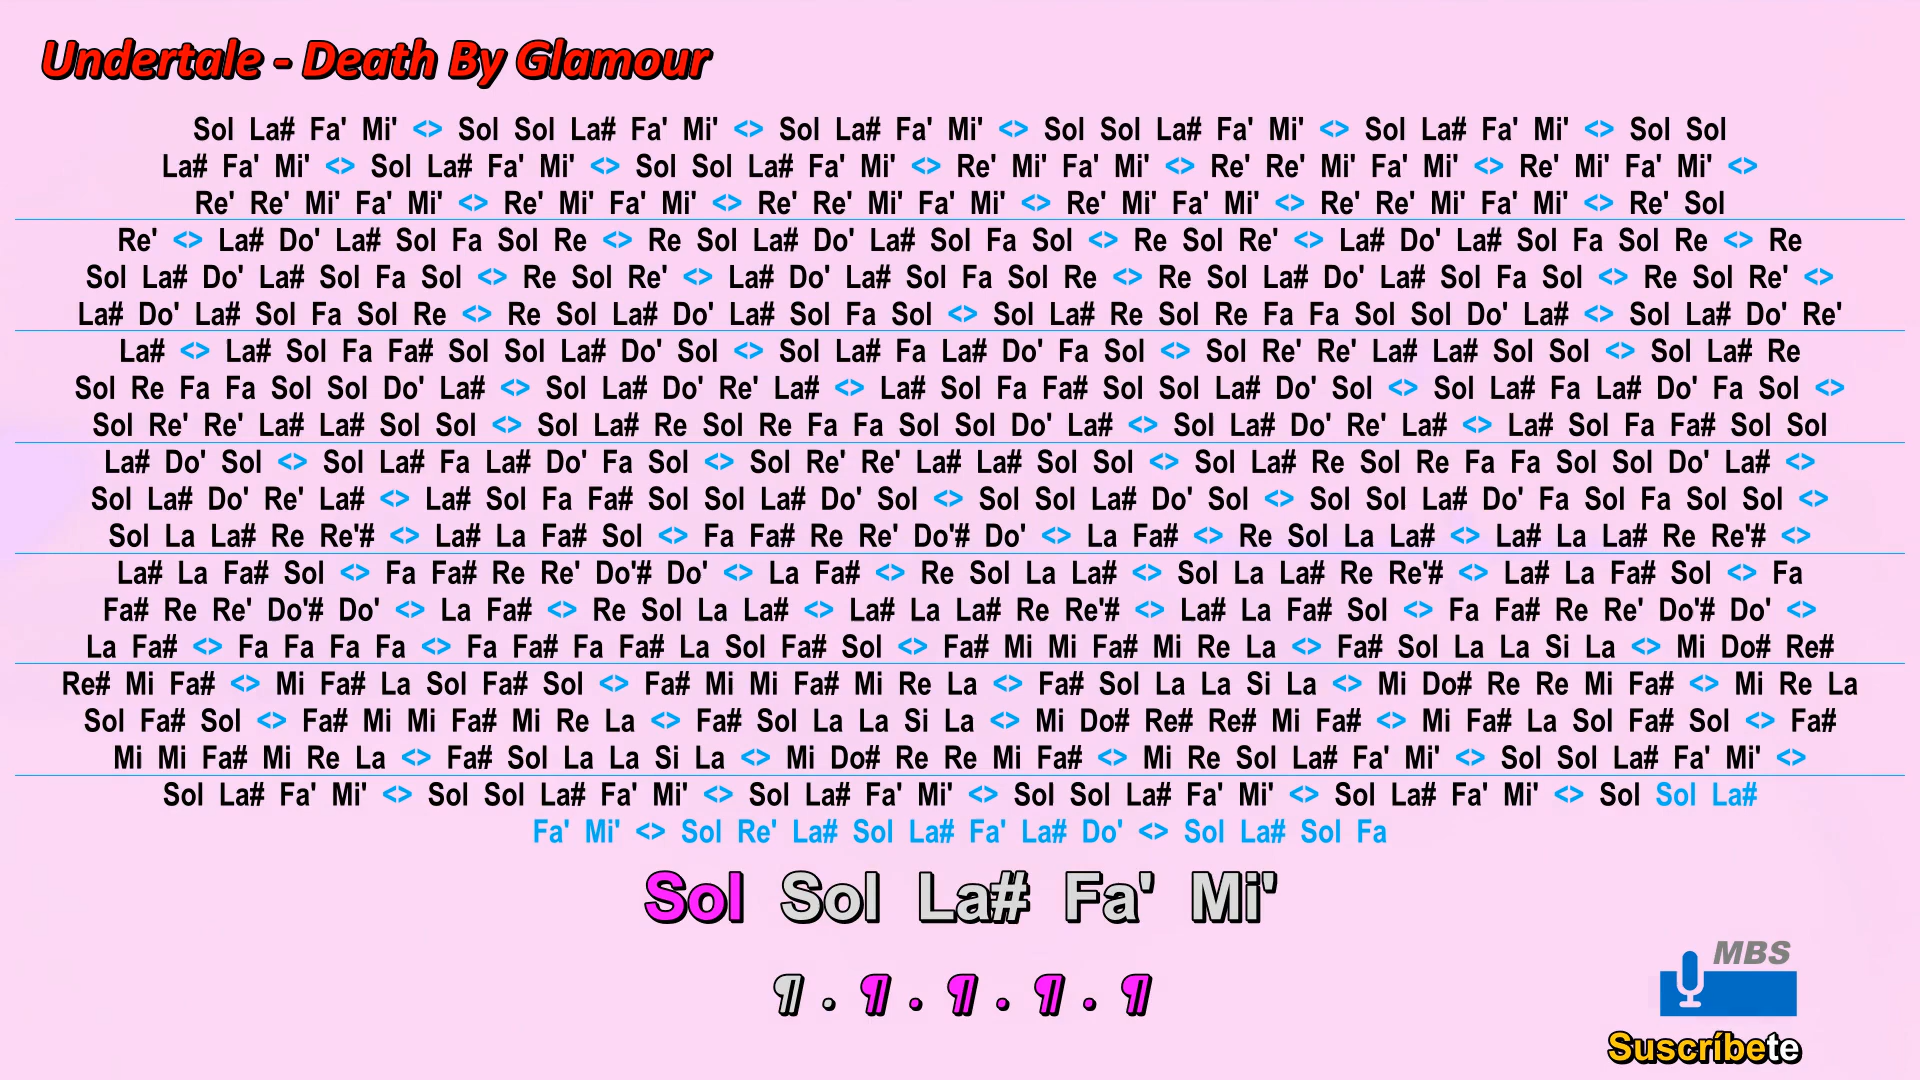 Undertale - Death By Glamour
Sol La# Fa' Mi' <> Sol Sol La# Fa' Mi' <> Sol La# Fa' Mi' <> Sol Sol La# Fa' Mi' <> Sol La# Fa' Mi' <> Sol Sol
La# Fa' Mi' <> Sol La# Fa' Mi' <> Sol Sol La# Fa' Mi' <> Re' Mi' Fa' Mi' <> Re' Re' Mi' Fa' Mi' <> Re' Mi' Fa' Mi' <>
Re' Re' Mi' Fa' Mi' <> Re' Mi' Fa' Mi' <> Re' Re' Mi' Fa' Mi' <> Re' Mi' Fa' Mi' <> Re' Re' Mi' Fa' Mi' <> Re' Sol
Re' <> La# Do' La# Sol Fa Sol Re <> Re Sol La# Do' La# Sol Fa Sol <> Re Sol Re' <> La# Do' La# Sol Fa Sol Re <> Re
Sol La# Do' La# Sol Fa Sol <> Re Sol Re' <> La# Do' La# Sol Fa Sol Re <> Re Sol La# Do' La# Sol Fa Sol <> Re Sol Re' <>
La# Do' La# Sol Fa Sol Re <> Re Sol La# Do' La# Sol Fa Sol <> Sol La# Re Sol Re Fa Fa Sol Sol Do' La# <> Sol La# Do' Re'
La# <> La# Sol Fa Fa# Sol Sol La# Do' Sol <> Sol La# Fa La# Do' Fa Sol <> Sol Re' Re' La# La# Sol Sol <> Sol La# Re
Sol Re Fa Fa Sol Sol Do' La# <> Sol La# Do' Re' La# <> La# Sol Fa Fa# Sol Sol La# Do' Sol <> Sol La# Fa La# Do' Fa Sol <>
Sol Re' Re' La# La# Sol Sol <> Sol La# Re Sol Re Fa Fa Sol Sol Do' La# <> Sol La# Do' Re' La# <> La# Sol Fa Fa# Sol Sol
La# Do' Sol <> Sol La# Fa La# Do' Fa Sol <> Sol Re' Re' La# La# Sol Sol <> Sol La# Re Sol Re Fa Fa Sol Sol Do' La# <>
Sol La# Do' Re' La# <> La# Sol Fa Fa# Sol Sol La# Do' Sol <> Sol Sol La# Do' Sol <> Sol Sol La# Do' Fa Sol Fa Sol Sol <>
Sol La La# Re Re'# <> La# La Fa# Sol <> Fa Fa# Re Re' Do'# Do' <> La Fa# <> Re Sol La La# <> La# La La# Re Re'# <>
La# La Fa# Sol <> Fa Fa# Re Re' Do'# Do' <> La Fa# <> Re Sol La La# <> Sol La La# Re Re'# <> La# La Fa# Sol <> Fa
Fa# Re Re' Do'# Do' <> La Fa# <> Re Sol La La# <> La# La La# Re Re'# <> La# La Fa# Sol <> Fa Fa# Re Re' Do'# Do' <>
La Fa# <> Fa Fa Fa Fa <> Fa Fa# Fa Fa# La Sol Fa# Sol <> Fa# Mi Mi Fa# Mi Re La <> Fa# Sol La La Si La <> Mi Do# Re#
Re# Mi Fa# <> Mi Fa# La Sol Fa# Sol <> Fa# Mi Mi Fa# Mi Re La <> Fa# Sol La La Si La <> Mi Do# Re Re Mi Fa# <> Mi Re La
Sol Fa# Sol <> Fa# Mi Mi Fa# Mi Re La <> Fa# Sol La La Si La <> Mi Do# Re# Re# Mi Fa# <> Mi Fa# La Sol Fa# Sol <> Fa#
Mi Mi Fa# Mi Re La <> Fa# Sol La La Si La <> Mi Do# Re Re Mi Fa# <> Mi Re Sol La# Fa' Mi' <> Sol Sol La# Fa' Mi' <>
Sol La# Fa' Mi' <> Sol Sol La# Fa' Mi' <> Sol La# Fa' Mi' <> Sol Sol La# Fa' Mi' <> Sol La# Fa' Mi' <> Sol Sol La#
Fa' Mi' <> Sol Re' La# Sol La# Fa' La# Do' <> Sol La# Sol Fa
Sol Sol La# Fa' Mi'
¶ . ¶ . ¶ . ¶ . ¶
MBS
Suscríbete